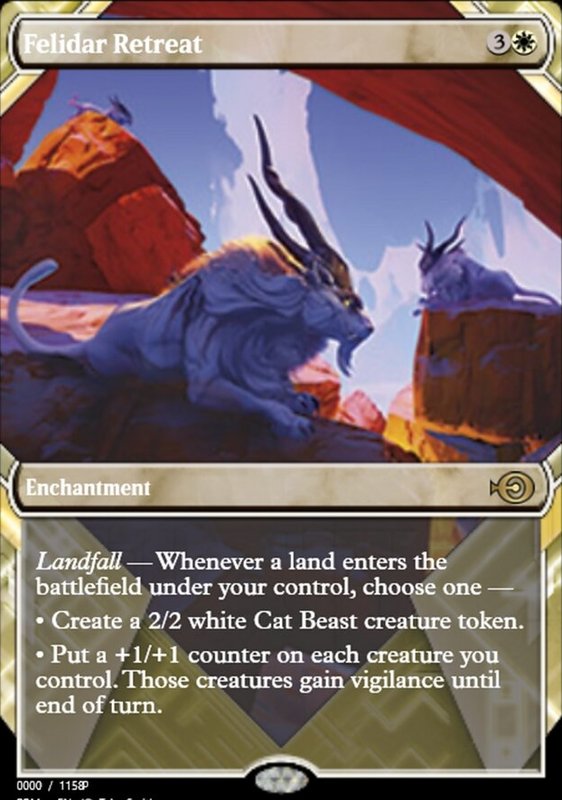 Felidar Retreat 3
Enchantment
Landfall — Whenever a land enters the
battlefield under your control, choose one —
• Create a 2/2 white Cat Beast creature token.
• Put a +1/+1 counter on each creature you
control. Those creatures gain vigilance until
end of turn.
0000 / 1158P